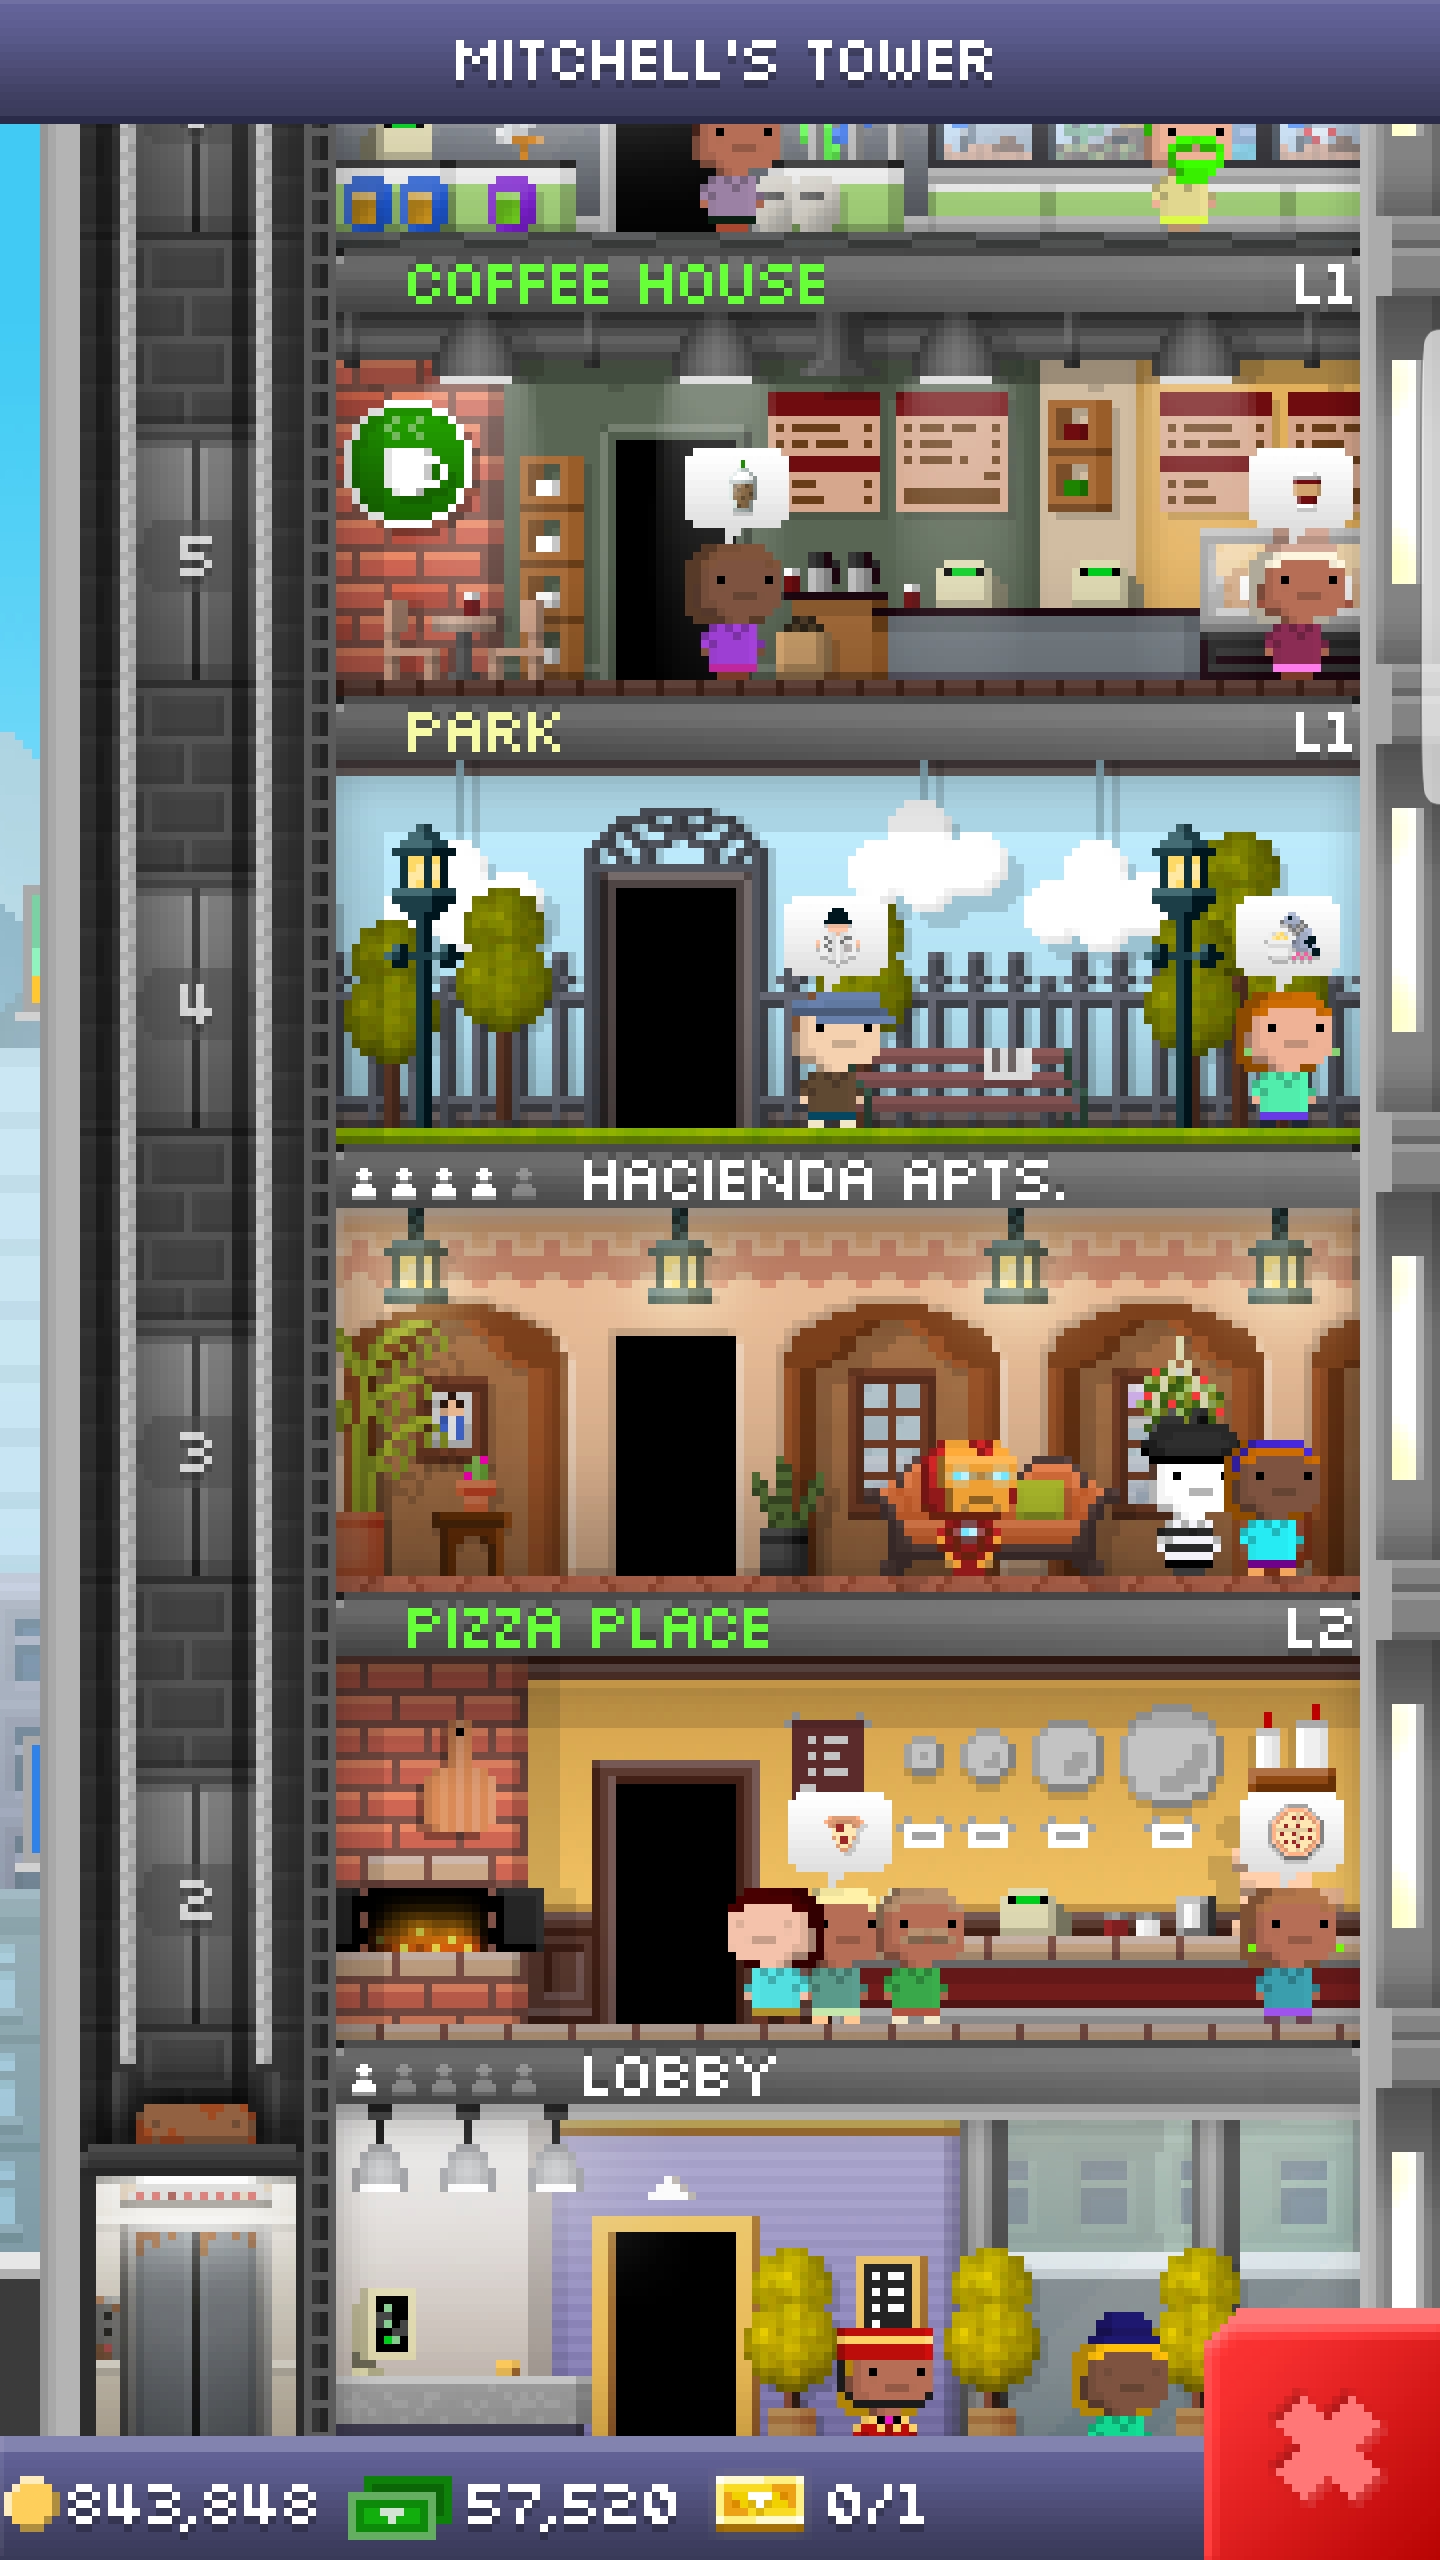 MITCHELL'S TOWER
COFFEE HOUSE L1
5
PARK L1
4
HACIENDA APTS.
3
PIZZA PLACE L2
2
LOBBY
843,848 57,520 0/1